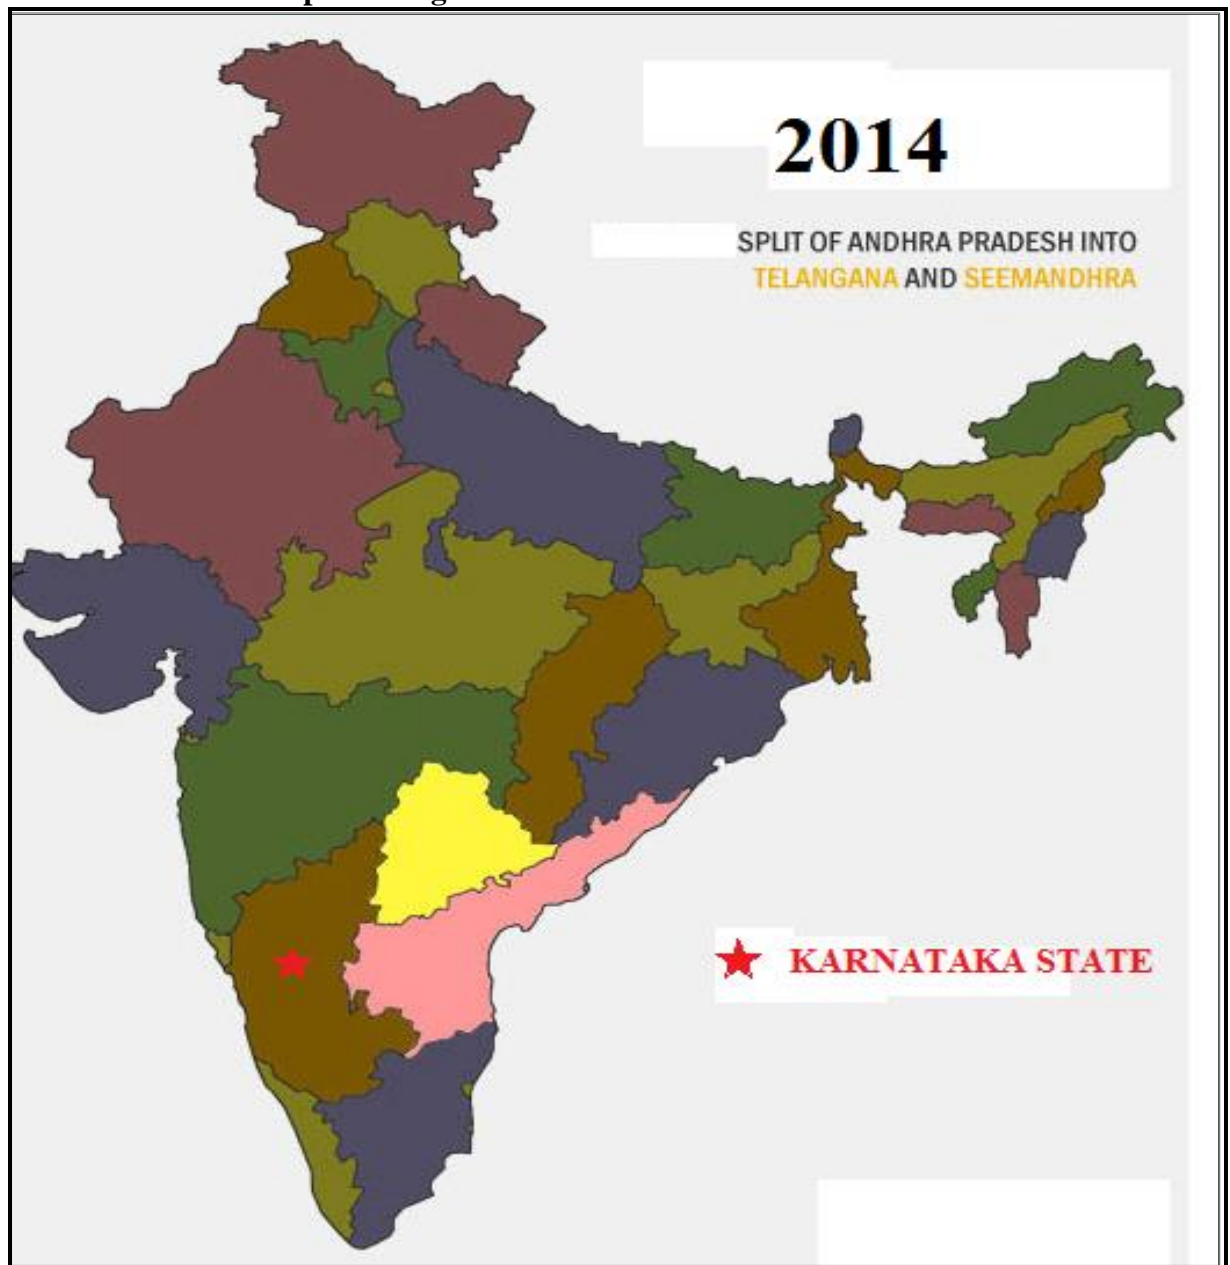 2014
SPLIT OF ANDHRA PRADESH INTO
TELANGANA AND SEEMANDHRA
KARNATAKA STATE